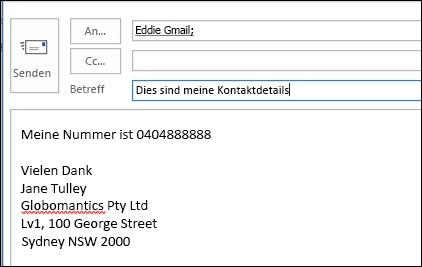 An...
Eddie Gmail;
Cc...
Senden
Betreff
Dies sind meine Kontaktdetails
Meine Nummer ist 0404888888
Vielen Dank
Jane Tulley
Globomantics Pty Ltd
Lv1, 100 George Street
Sydney NSW 2000